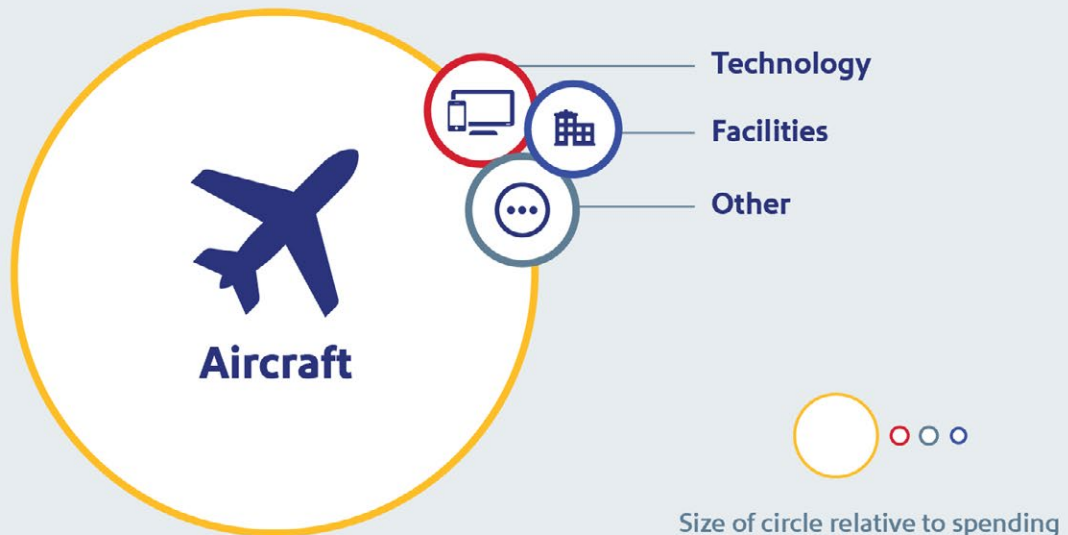 Technology
Facilities
Other
Aircraft
Size of circle relative to spending